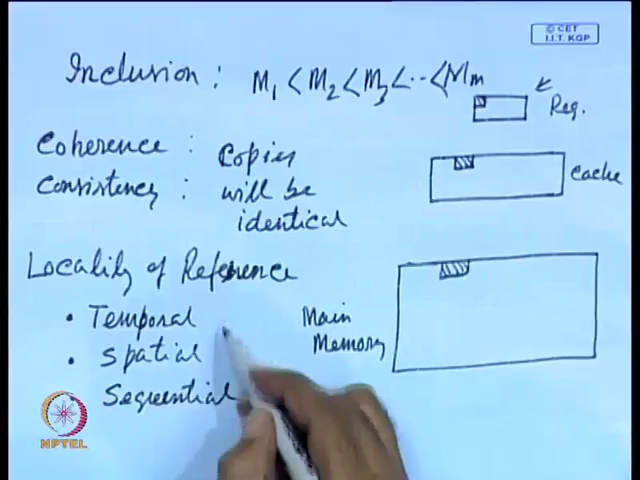 © CET
I.I.T. KGP
Inclusion : M1 < M2 < M3 < ·· < Mm
Reg.
Coherence : Copies
Consistency : will be
identical
Cache
Locality of Reference
• Temporal
• Spatial
Sequential
Main
Memory
NPTEL